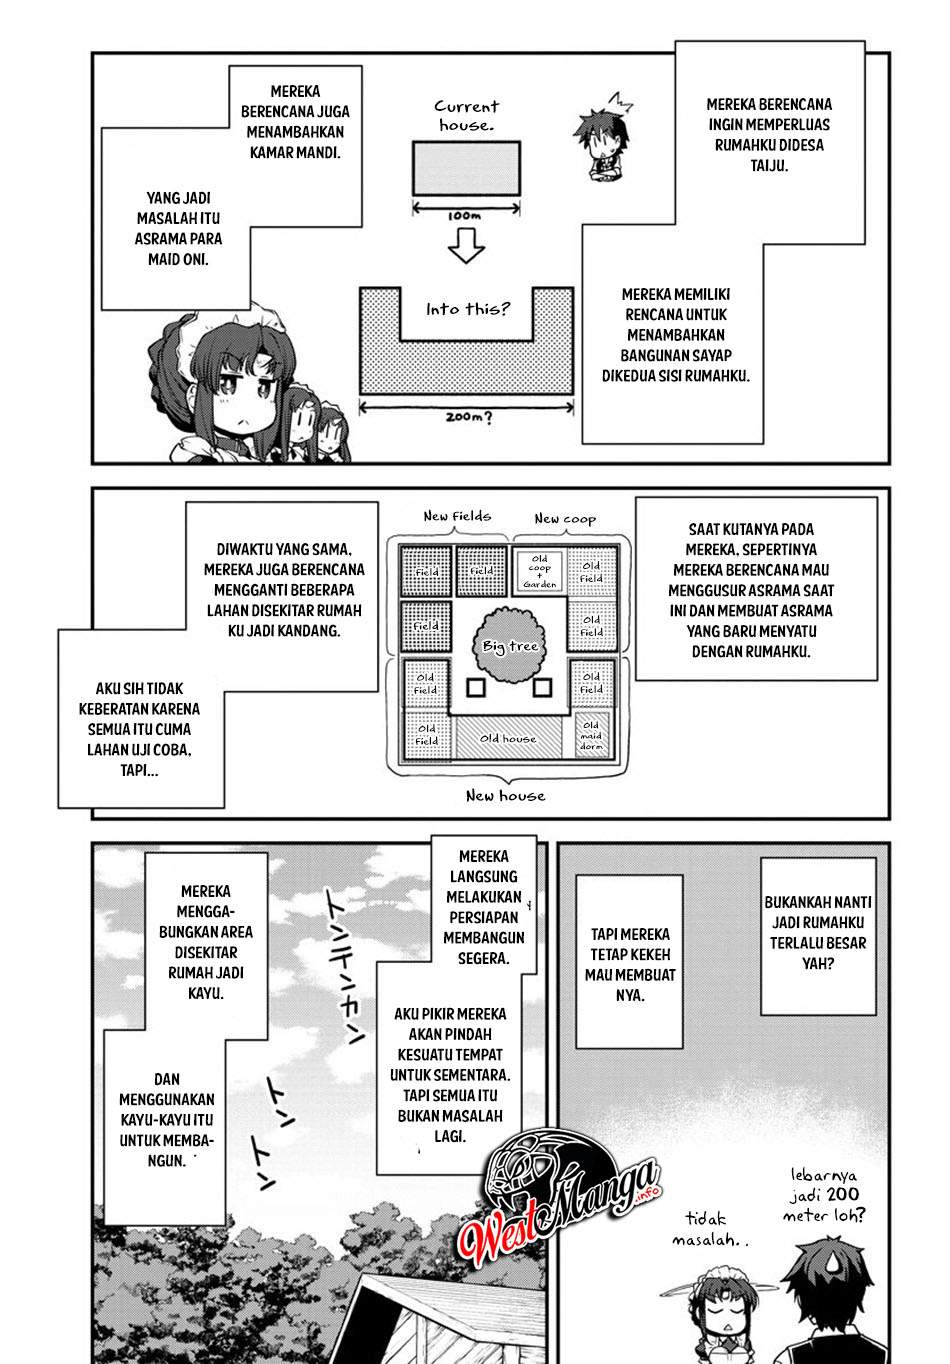 MEREKA BERENCANA
INGIN MEMPERLUAS
RUMAHKU DIDESA
TAIJU.
MEREKA MEMILIKI
RENCANA UNTUK
MENAMBAHKAN
BANGUNAN SAYAP
DIKEDUA SISI RUMAHKU.
Current
house.
100m
Into this?
200m?
MEREKA
BERENCANA JUGA
MENAMBAHKAN
KAMAR MANDI.
YANG JADI
MASALAH ITU
ASRAMA PARA
MAID ONI.
SAAT KUTANYA PADA
MEREKA, SEPERTINYA
MEREKA BERENCANA MAU
MENGGUSUR ASRAMA SAAT
INI DAN MEMBUAT ASRAMA
YANG BARU MENYATU
DENGAN RUMAHKU.
New fields
New coop
Field
Field
Old
coop
+
Garden
Old
field
Field
Big tree
Old
field
Old
field
Old
field
Old
field
Old house
Old
maid
dorm
New house
DIWAKTU YANG SAMA,
MEREKA JUGA BERENCANA
MENGGANTI BEBERAPA
LAHAN DISEKITAR RUMAH
KU JADI KANDANG.
AKU SIH TIDAK
KEBERATAN KARENA
SEMUA ITU CUMA
LAHAN UJI COBA,
TAPI...
BUKANKAH NANTI
JADI RUMAHKU
TERLALU BESAR
YAH?
TAPI MEREKA
TETAP KEKEH
MAU MEMBUAT
NYA.
lebarnya
jadi 200
meter loh?
tidak
masalah..
MEREKA
LANGSUNG
MELAKUKAN
PERSIAPAN
MEMBANGUN
SEGERA.
AKU PIKIR MEREKA
AKAN PINDAH
KESUATU TEMPAT
UNTUK SEMENTARA.
TAPI SEMUA ITU
BUKAN MASALAH
LAGI.
トンテンカン
トン
トン
MEREKA
MENGGA-
BUNGKAN AREA
DISEKITAR
RUMAH JADI
KAYU.
DAN
MENGGUNAKAN
KAYU-KAYU ITU
UNTUK MEMBA-
NGUN.
WestManga
.info